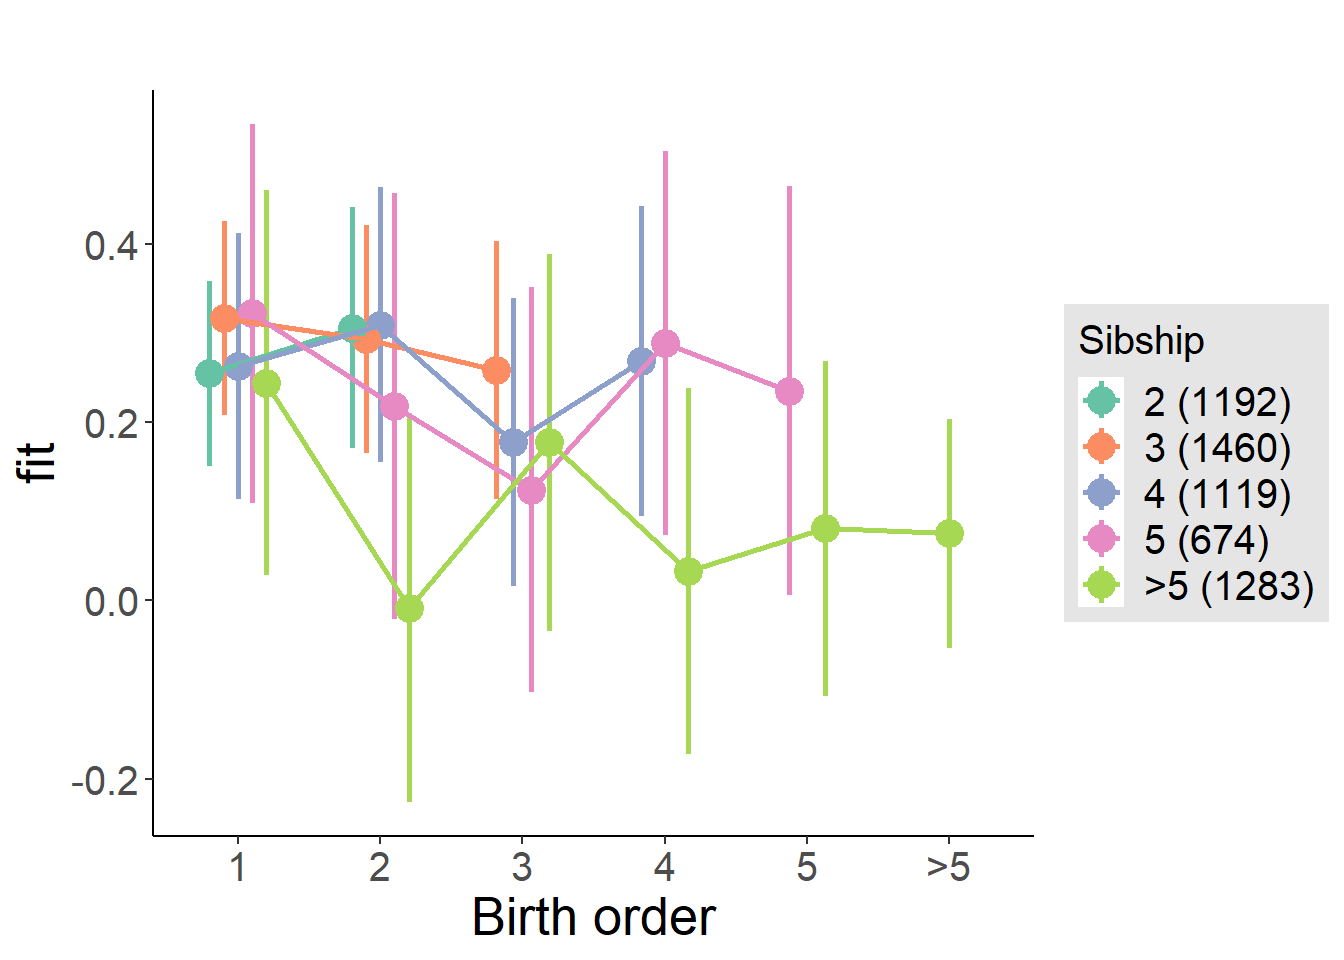 fit
0.4
0.2
0.0
-0.2
1 2 3 4 5 >5
Birth order
Sibship
2 (1192)
3 (1460)
4 (1119)
5 (674)
>5 (1283)